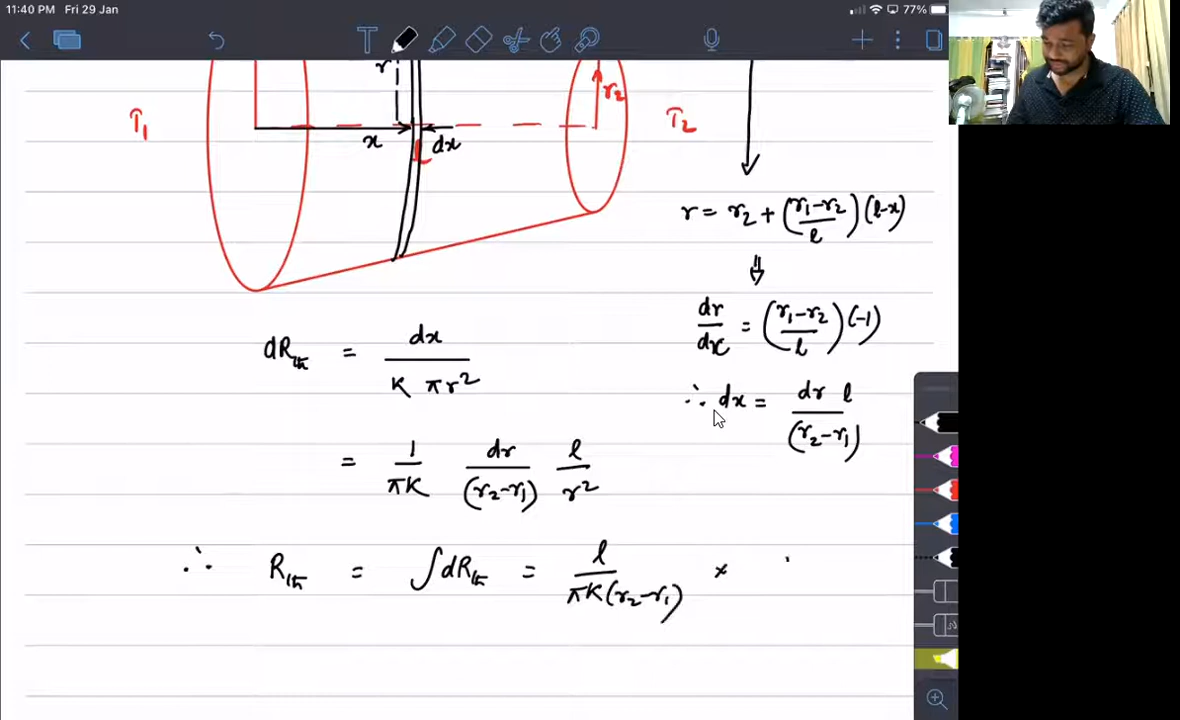 11:40 PM Fri 29 Jan 77%
T
r
r₂
T₁ T₂
x dx
L
r = r₂ + (r₁-r₂/l)(l-x)
⇓
dr/dx = (r₁-r₂/l)(-1)
dR_th = dx/K πr²
∴ dx = dr l/(r₂-r₁)
= 1/πK dr/(r₂-r₁) l/r²
∴ R_th = ∫dR_th = l/πK(r₂-r₁) ×